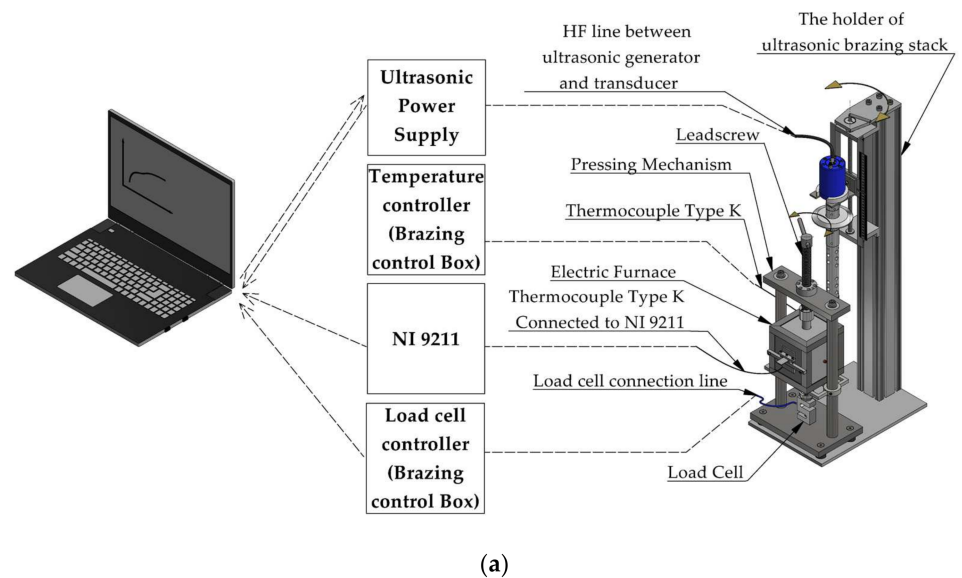 The holder of
ultrasonic brazing stack
HF line between
ultrasonic generator
and transducer
Ultrasonic
Power
Supply
Leadscrew
Pressing Mechanism
Temperature
controller
(Brazing
control Box)
Thermocouple Type K
Electric Furnace
Thermocouple Type K
Connected to NI 9211
NI 9211
Load cell connection line
Load cell
controller
(Brazing
control Box)
Load Cell
(a)